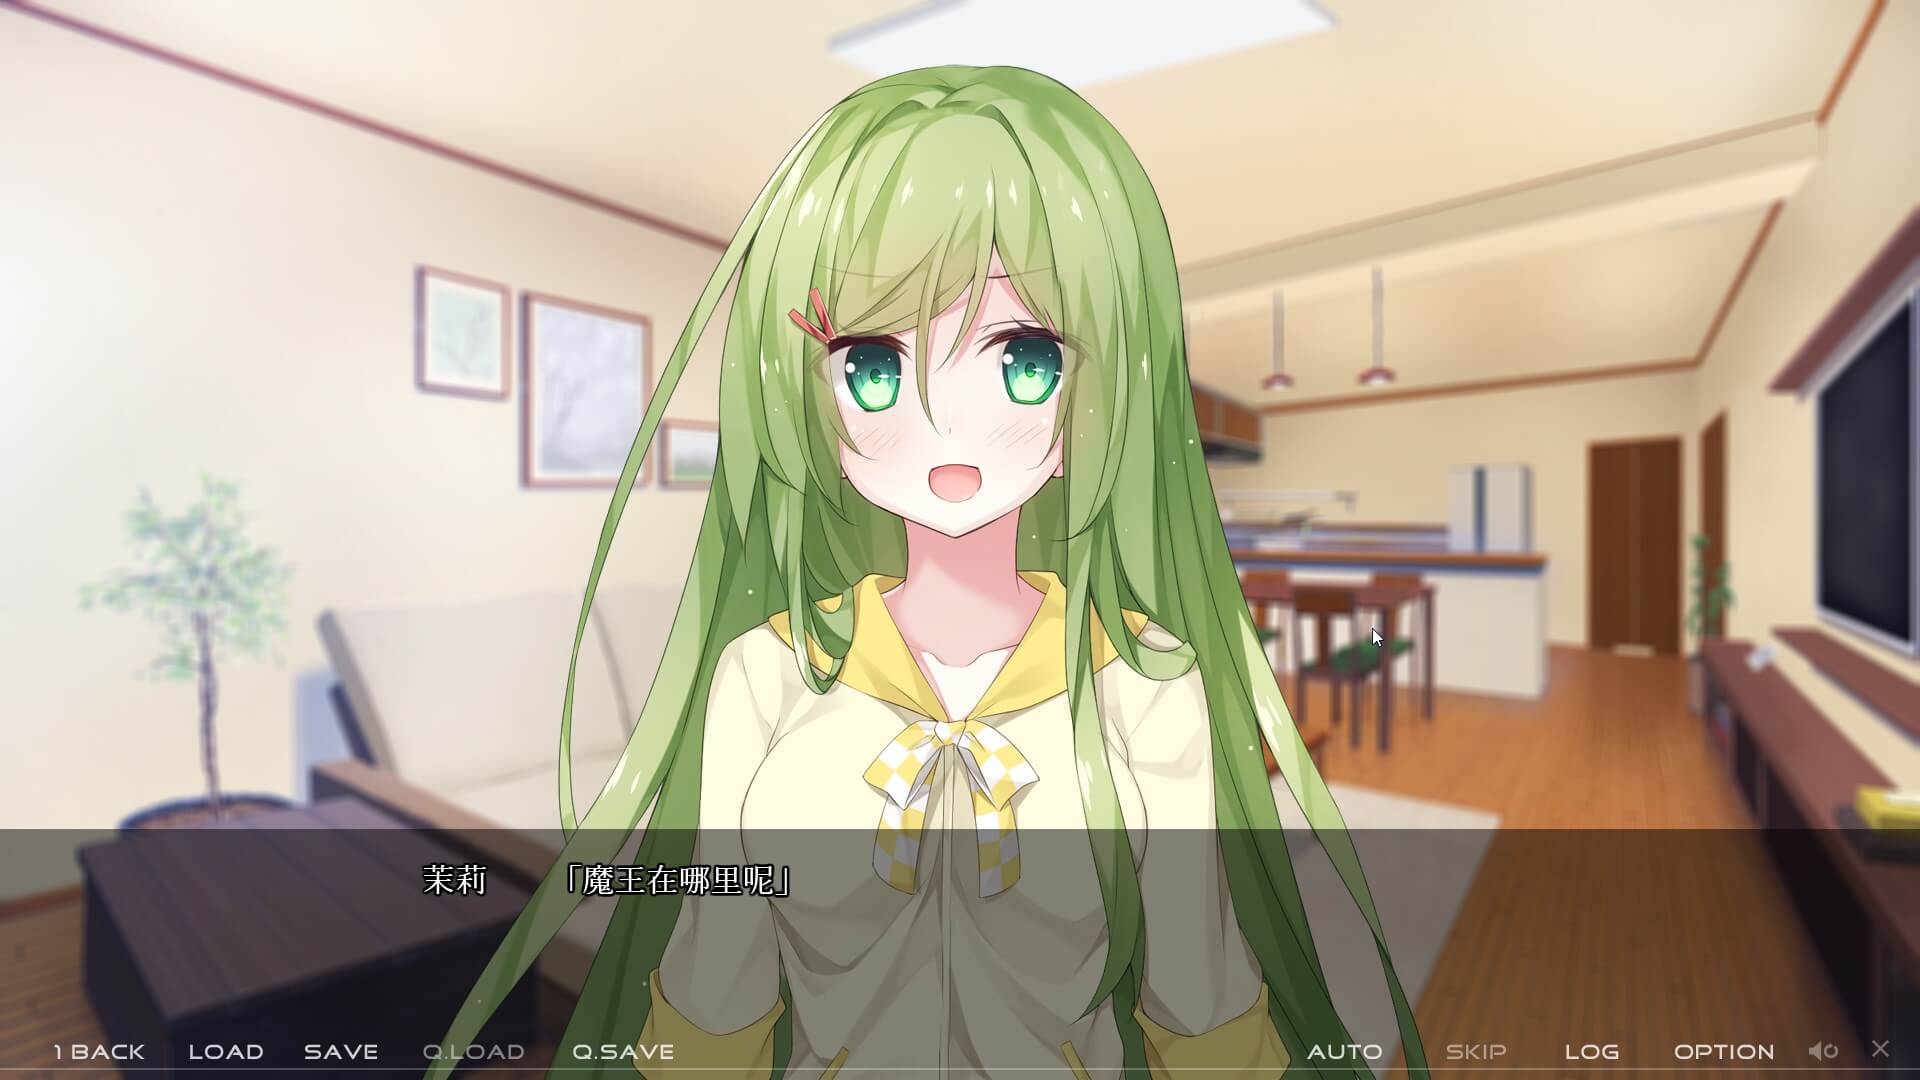 茉莉 「魔王在哪里呢」
1 BACK LOAD SAVE Q.LOAD Q.SAVE AUTO SKIP LOG OPTION